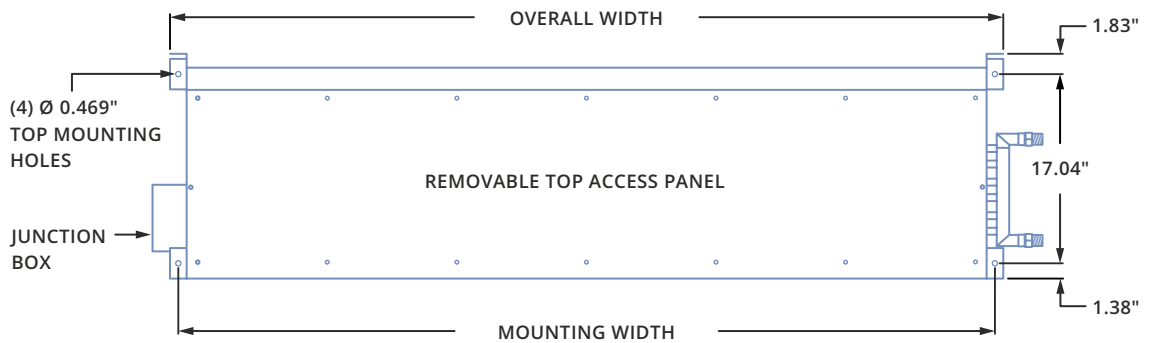 OVERALL WIDTH
1.83"
(4) Ø 0.469"
TOP MOUNTING
HOLES
17.04"
REMOVABLE TOP ACCESS PANEL
JUNCTION
BOX
1.38"
MOUNTING WIDTH